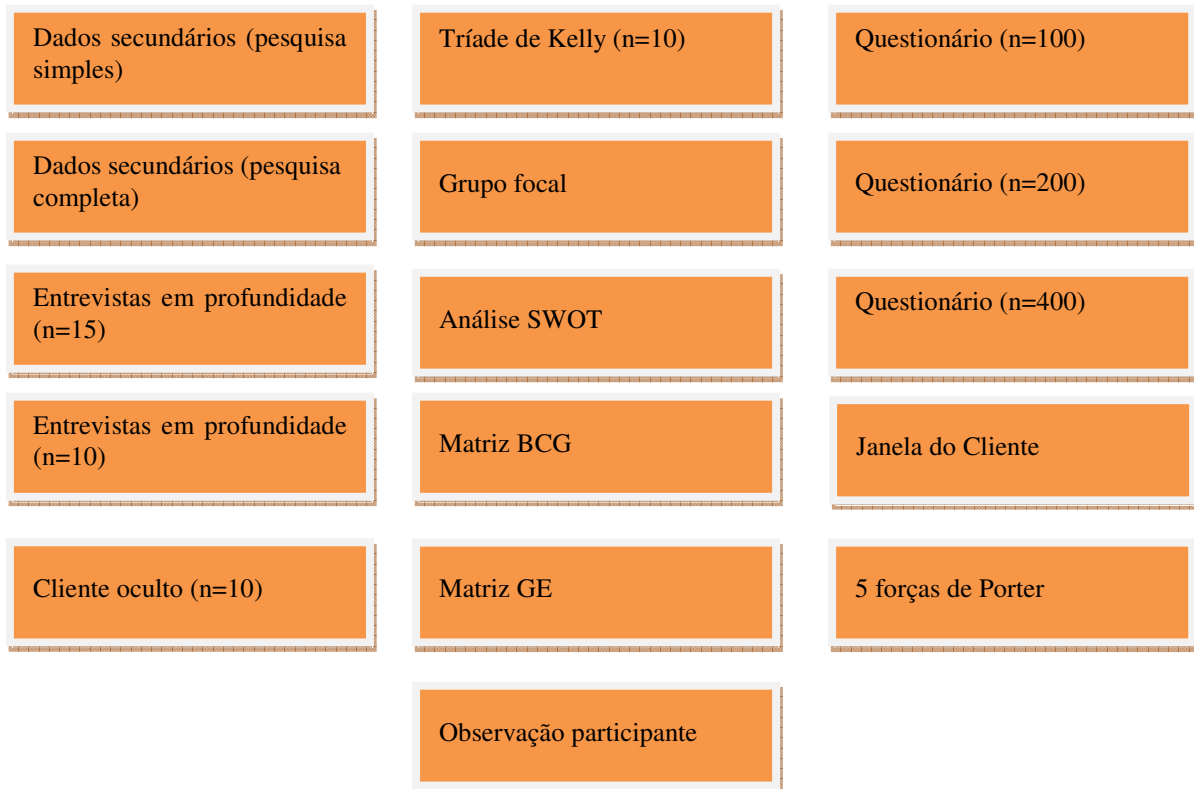 Dados secundários (pesquisa
simples)
Tríade de Kelly (n=10)
Questionário (n=100)
Dados secundários (pesquisa
completa)
Grupo focal
Questionário (n=200)
Entrevistas em profundidade
(n=15)
Análise SWOT
Questionário (n=400)
Entrevistas em profundidade
(n=10)
Matriz BCG
Janela do Cliente
Cliente oculto (n=10)
Matriz GE
5 forças de Porter
Observação participante